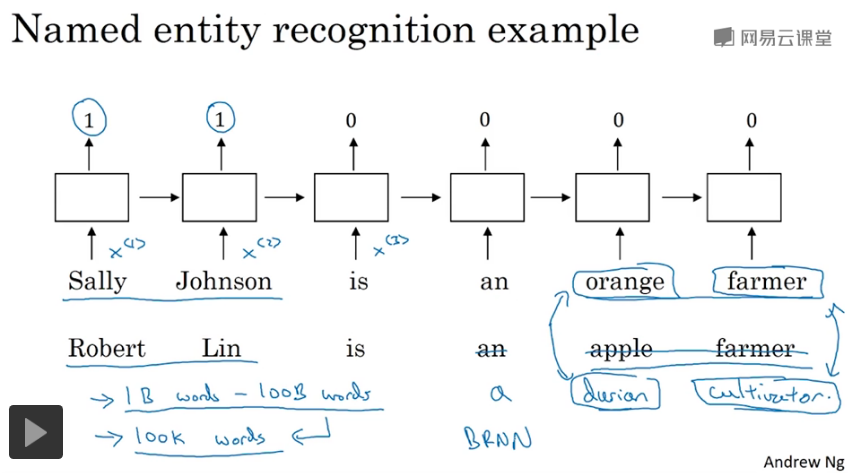 Named entity recognition example
网易云课堂
1 1 0 0 0 0
x<1> x<2> x<3>
Sally Johnson is an orange farmer
Robert Lin is an apple farmer
→ 1B words - 100B words a durian cultivator.
→ 100K words BRNN
Andrew Ng